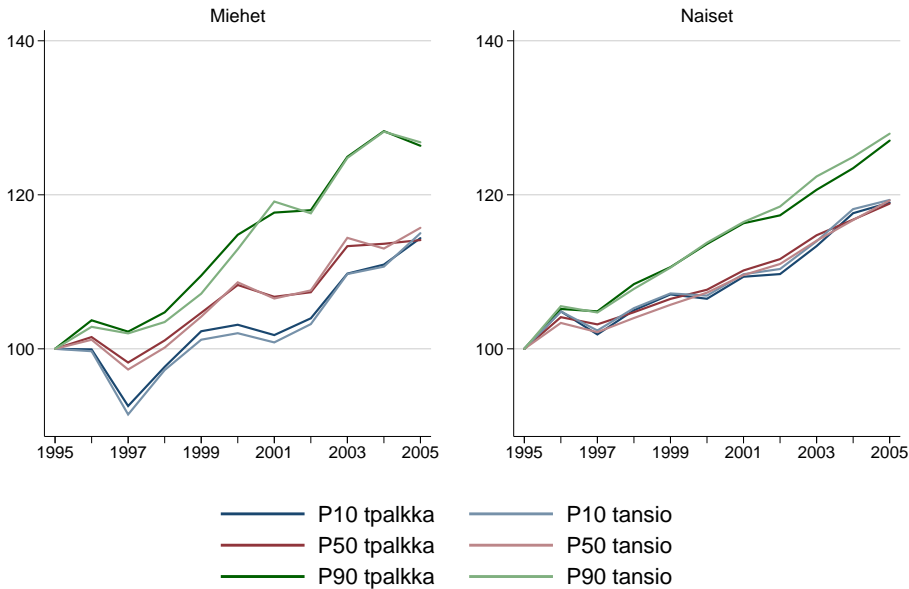 Miehet
Naiset
140
120
100
1995 1997 1999 2001 2003 2005
140
120
100
1995 1997 1999 2001 2003 2005
P10 tpalkka P10 tansio
P50 tpalkka P50 tansio
P90 tpalkka P90 tansio